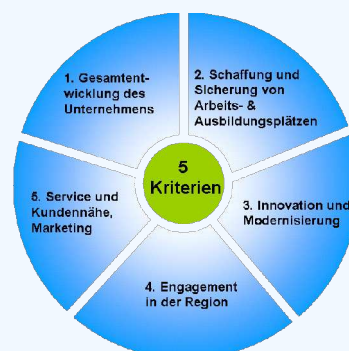 1. Gesamtent-
wicklung des
Unternehmens
2. Schaffung und
Sicherung von
Arbeits- &
Ausbildungsplätzen
3. Innovation und
Modernisierung
4. Engagement
in der Region
5. Service und
Kundennähe,
Marketing
5
Kriterien